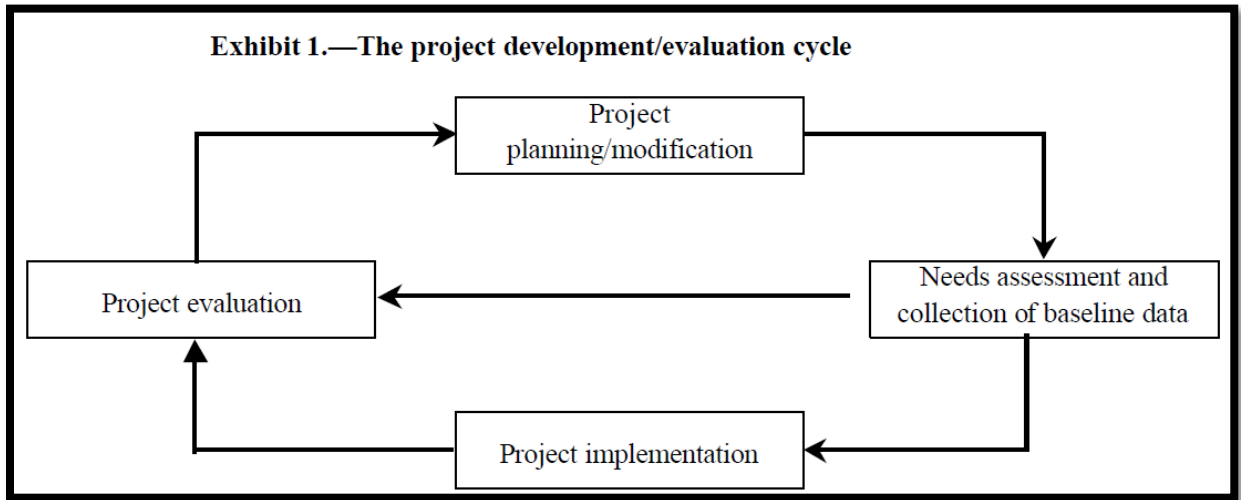 Exhibit 1.—The project development/evaluation cycle
Project
planning/modification
Project evaluation
Needs assessment and
collection of baseline data
Project implementation